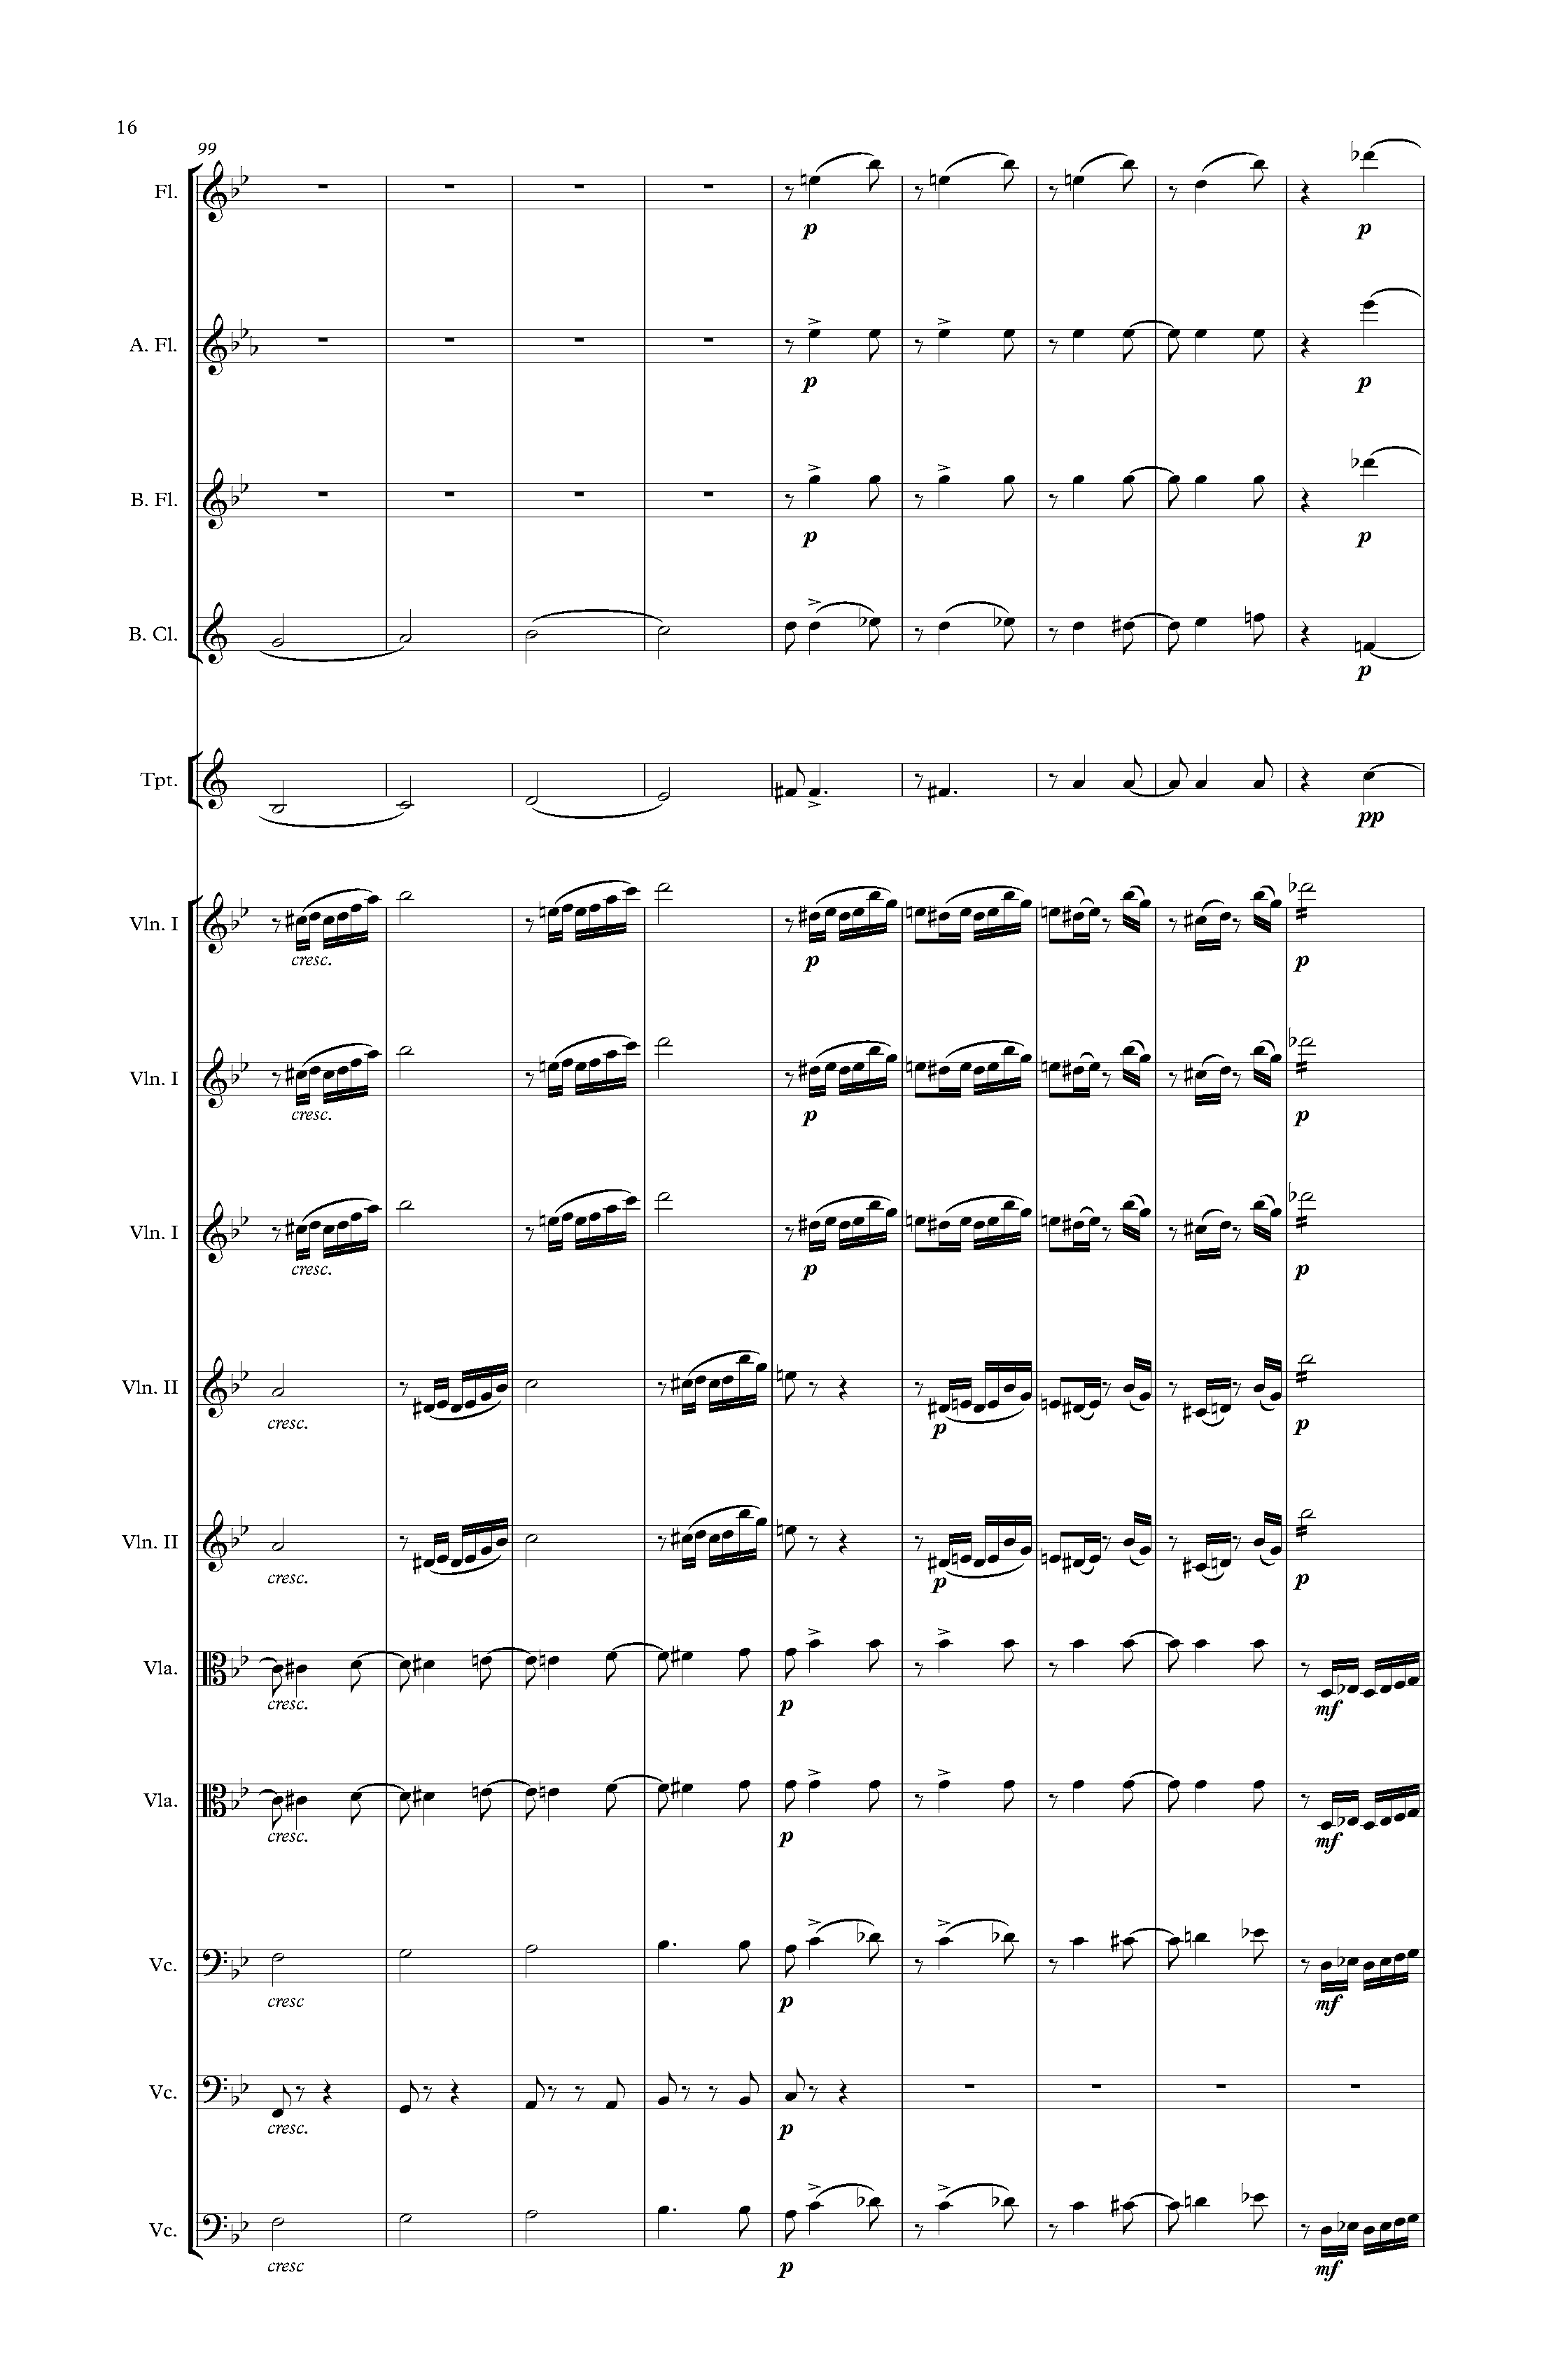 16
99
Fl.
p
p
A. Fl.
p
p
B. Fl.
p
p
B. Cl.
p
Tpt.
pp
Vln. I
cresc.
p
p
Vln. I
cresc.
p
p
Vln. I
cresc.
p
p
Vln. II
cresc.
p
p
Vln. II
cresc.
p
p
Vla.
cresc.
p
mf
Vla.
cresc.
p
mf
Vc.
cresc
p
mf
Vc.
cresc.
p
Vc.
cresc
p
mf